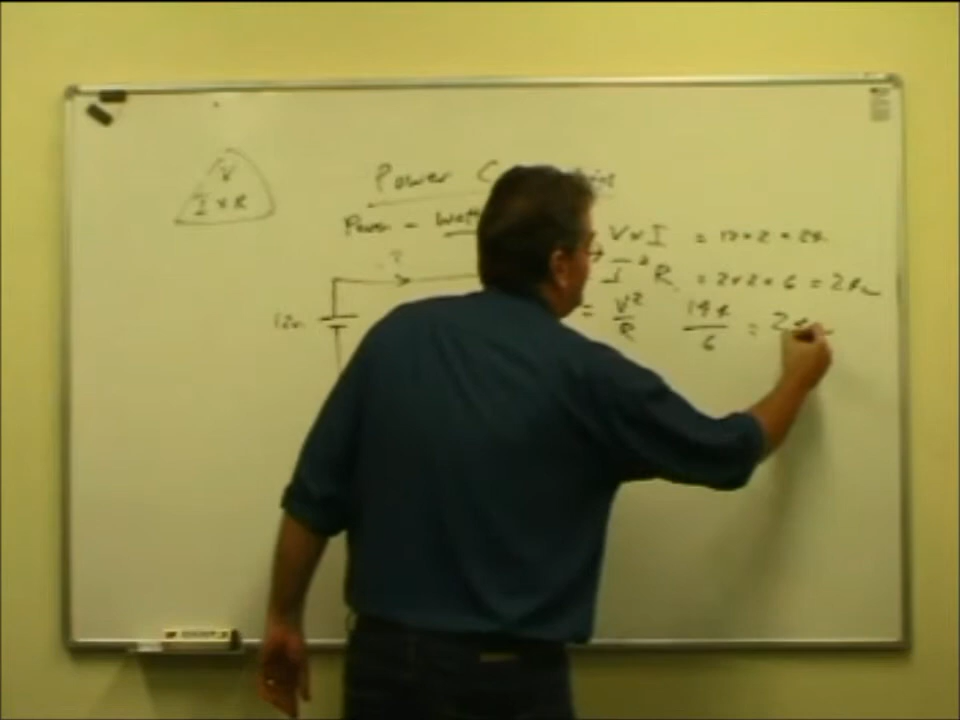 V
I × R
Power
Power - Watt
V × I = 12 × 2 = 24
I² R = 2 × 2 × 6 = 24
12v
= V²/R 144/6 = 24